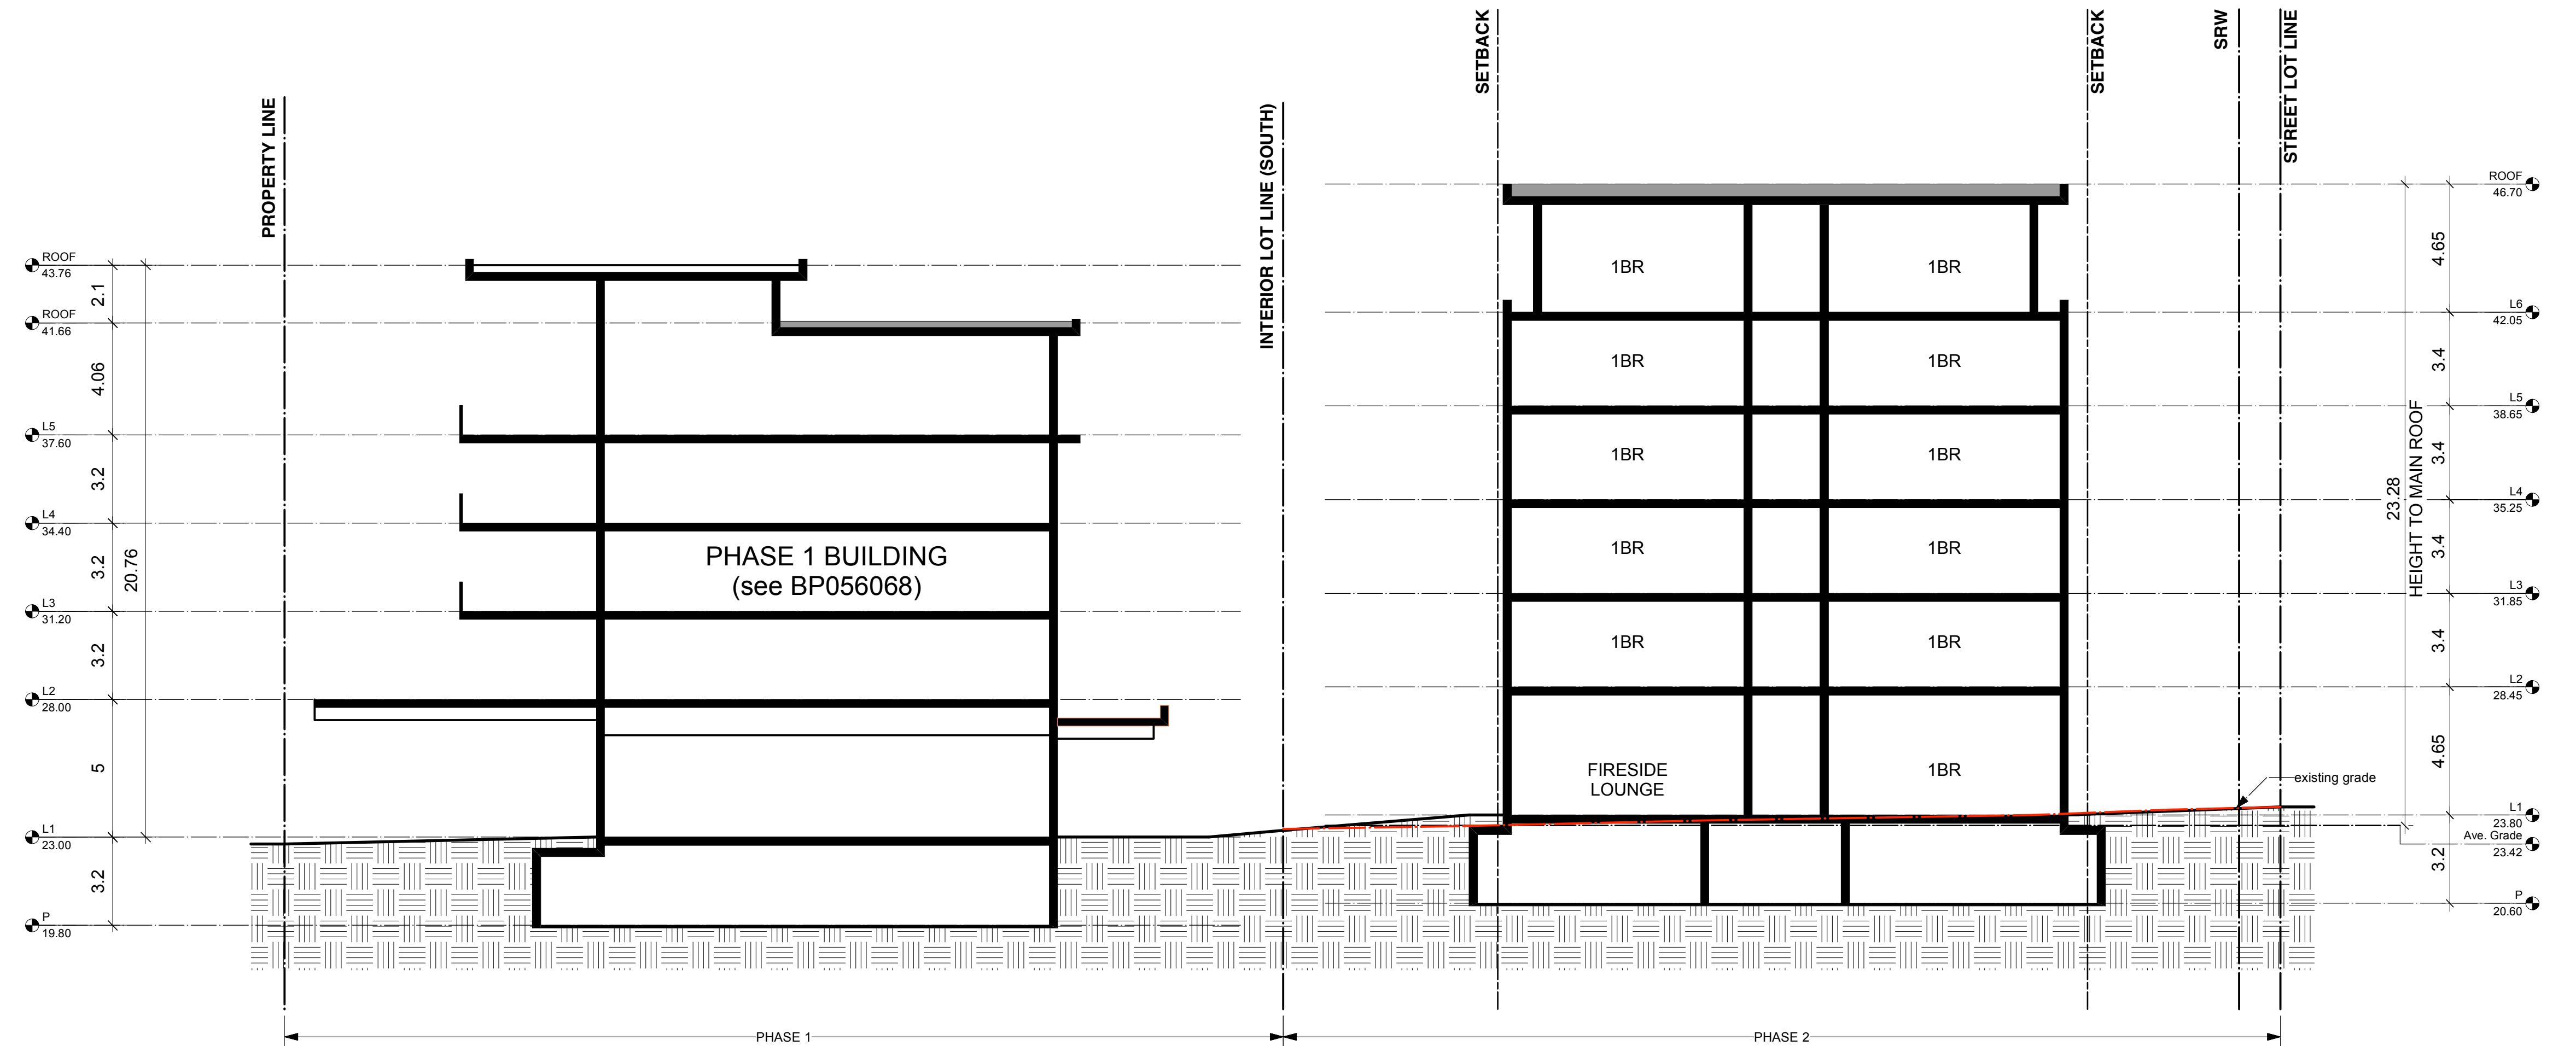 PROPERTY LINE
INTERIOR LOT LINE (SOUTH)
SETBACK
SETBACK
SRW
STREET LOT LINE
ROOF
43.76
2.1
ROOF
41.66
4.06
L5
37.60
3.2
L4
34.40
3.2
20.76
L3
31.20
3.2
L2
28.00
5
L1
23.00
3.2
P
19.80
PHASE 1 BUILDING
(see BP056068)
1BR
1BR
1BR
1BR
1BR
1BR
1BR
1BR
1BR
1BR
FIRESIDE
LOUNGE
1BR
existing grade
ROOF
46.70
4.65
L6
42.05
3.4
L5
38.65
3.4
23.28
HEIGHT TO MAIN ROOF
L4
35.25
3.4
L3
31.85
3.4
L2
28.45
4.65
L1
23.80
Ave. Grade
23.42
3.2
P
20.60
PHASE 1
PHASE 2